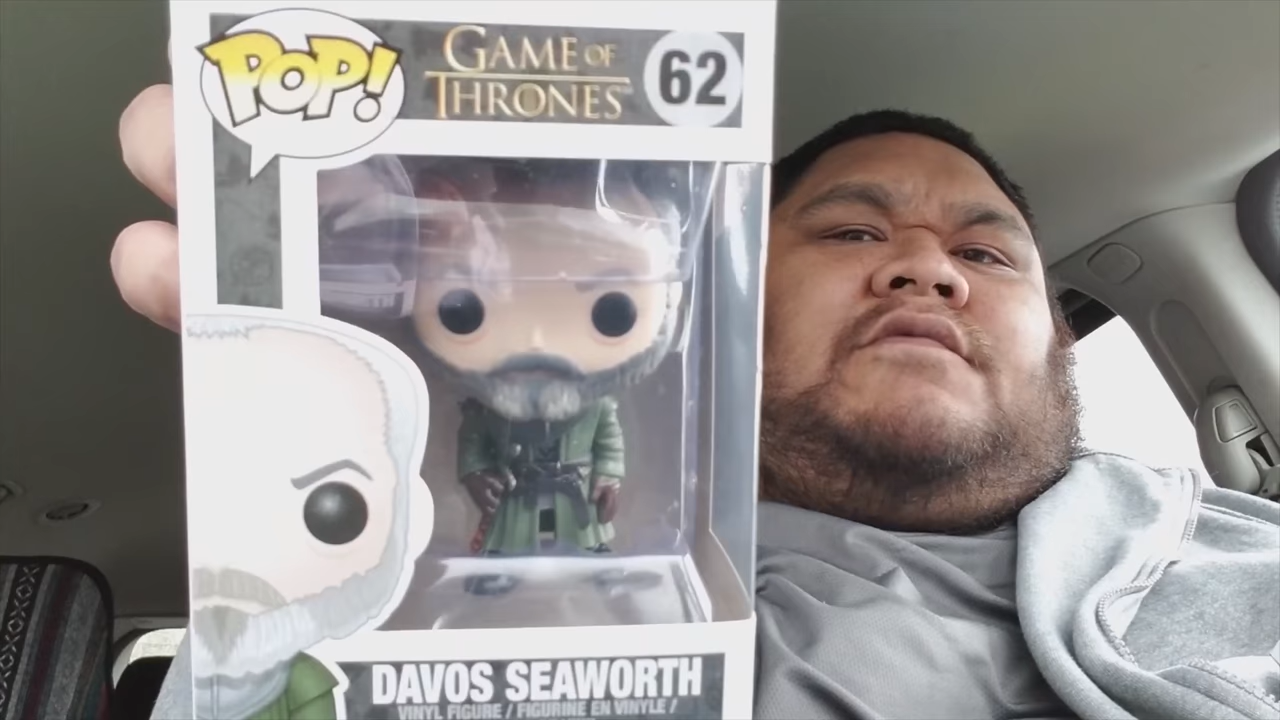 POP!
GAME OF
THRONES
62
DAVOS SEAWORTH
VINYL FIGURE / FIGURINE EN VINYLE /